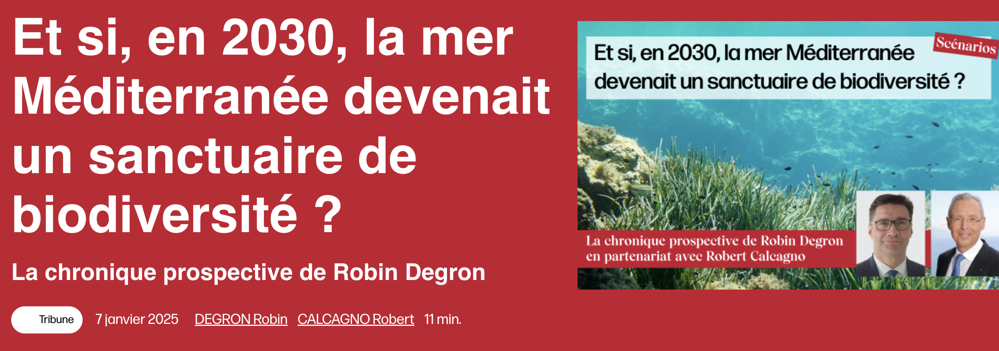 Et si, en 2030, la mer
Méditerranée devenait
un sanctuaire de
biodiversité ?
La chronique prospective de Robin Degron
Tribune
7 janvier 2025
DEGRON Robin
CALCAGNO Robert
11 min.
Scénarios
Et si, en 2030, la mer Méditerranée
devenait un sanctuaire de biodiversité ?
La chronique prospective de Robin Degron
en partenariat avec Robert Calcagno